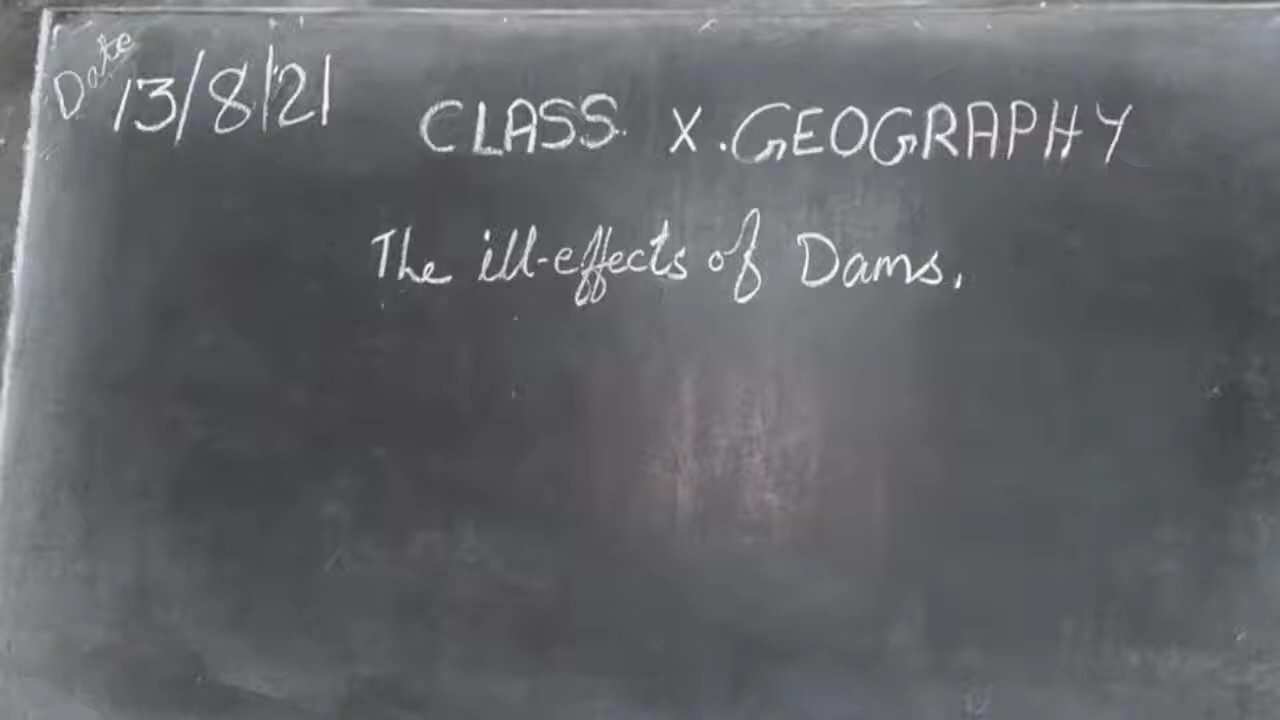 Date
13/8/21
CLASS X. GEOGRAPHY
The ill-effects of Dams.